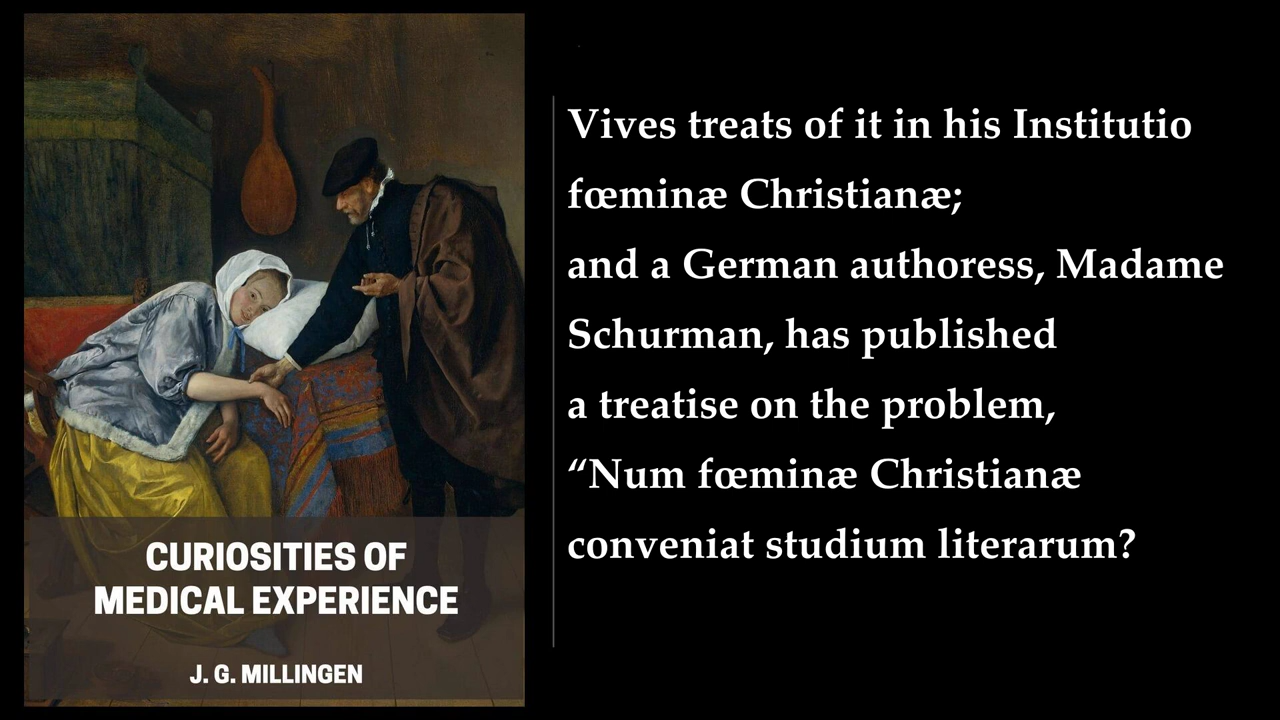 CURIOSITIES OF
MEDICAL EXPERIENCE
J. G. MILLINGEN
Vives treats of it in his Institutio
fœminæ Christianæ;
and a German authoress, Madame
Schurman, has published
a treatise on the problem,
“Num fœminæ Christianæ
conveniat studium literarum?